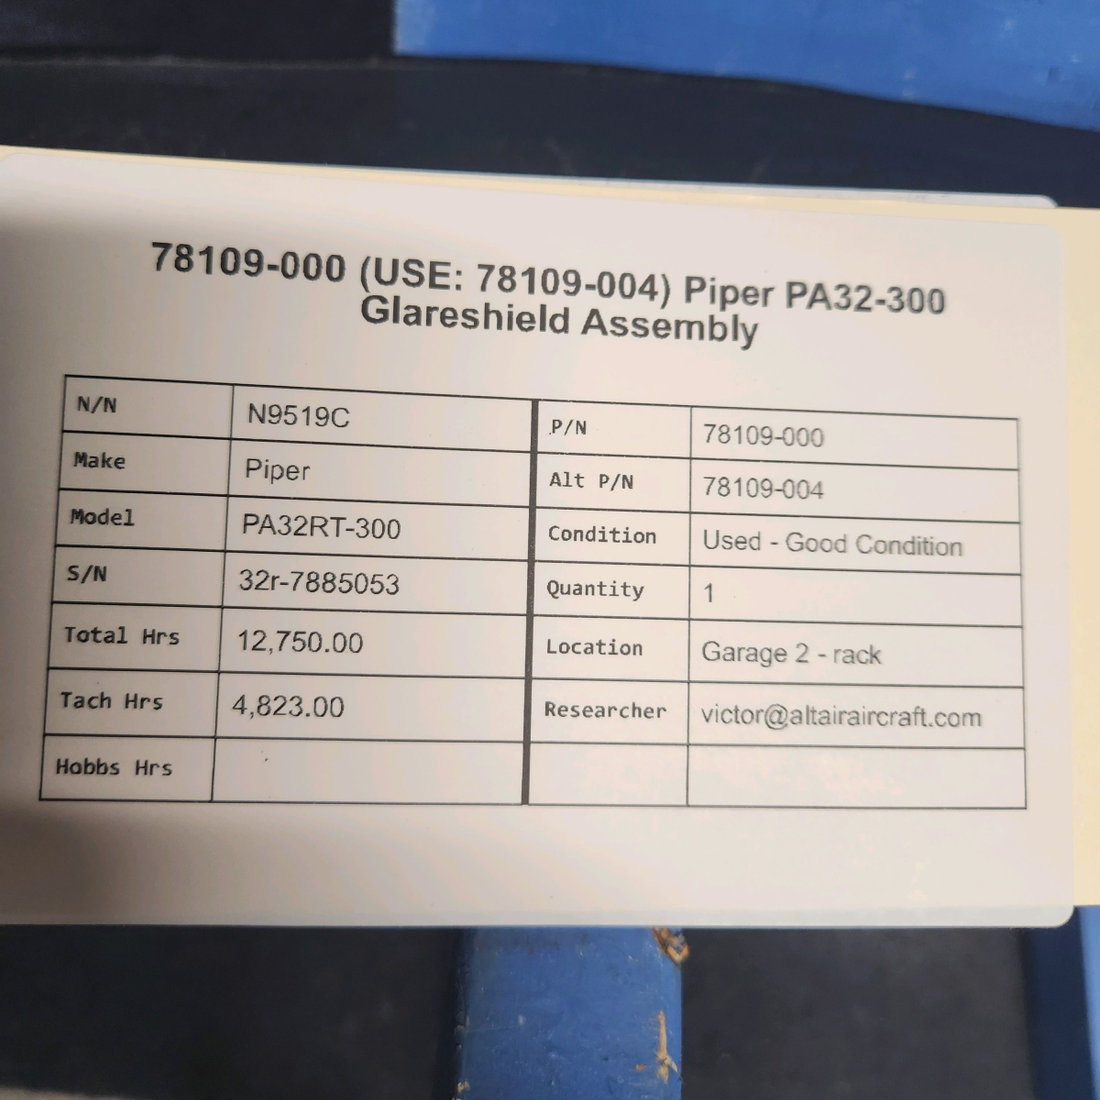 78109-000 (USE: 78109-004) Piper PA32-300
Glareshield Assembly
N/N N9519C P/N 78109-000
Make Piper Alt P/N 78109-004
Model PA32RT-300 Condition Used - Good Condition
S/N 32r-7885053 Quantity 1
Total Hrs 12,750.00 Location Garage 2 - rack
Tach Hrs 4,823.00 Researcher victor@altairaircraft.com
Hobbs Hrs